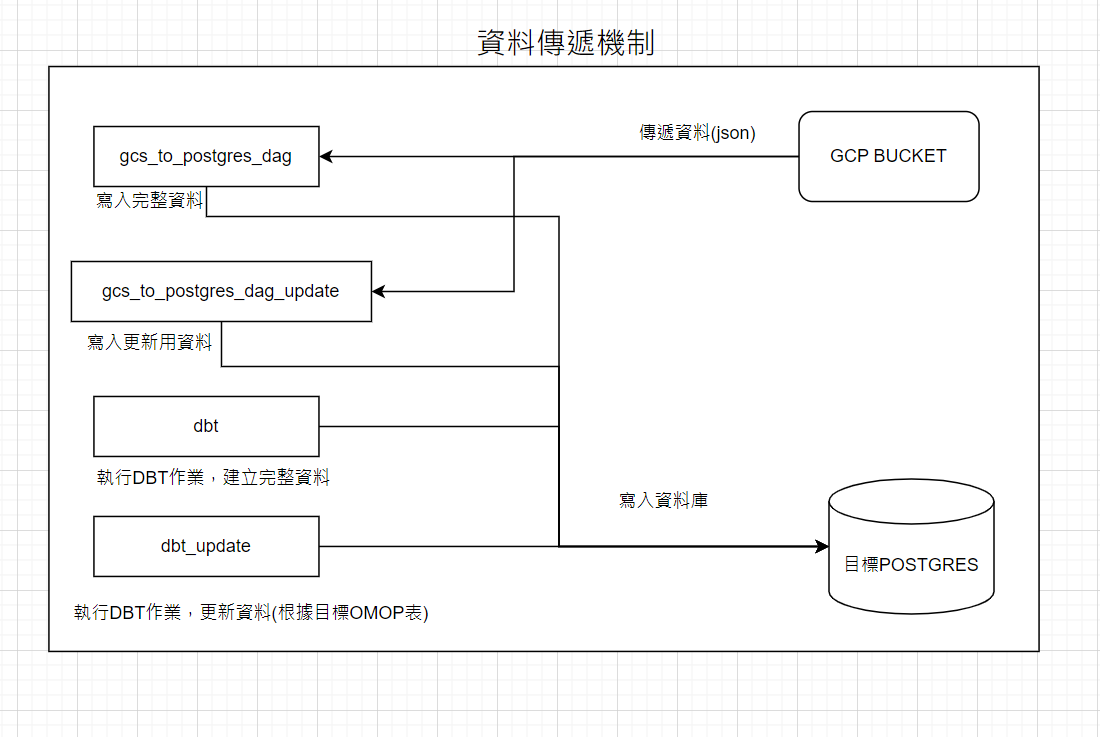 資料傳遞機制
傳遞資料(json)
GCP BUCKET
gcs_to_postgres_dag
寫入完整資料
gcs_to_postgres_dag_update
寫入更新用資料
dbt
執行DBT作業，建立完整資料
寫入資料庫
dbt_update
目標POSTGRES
執行DBT作業，更新資料(根據目標OMOP表)